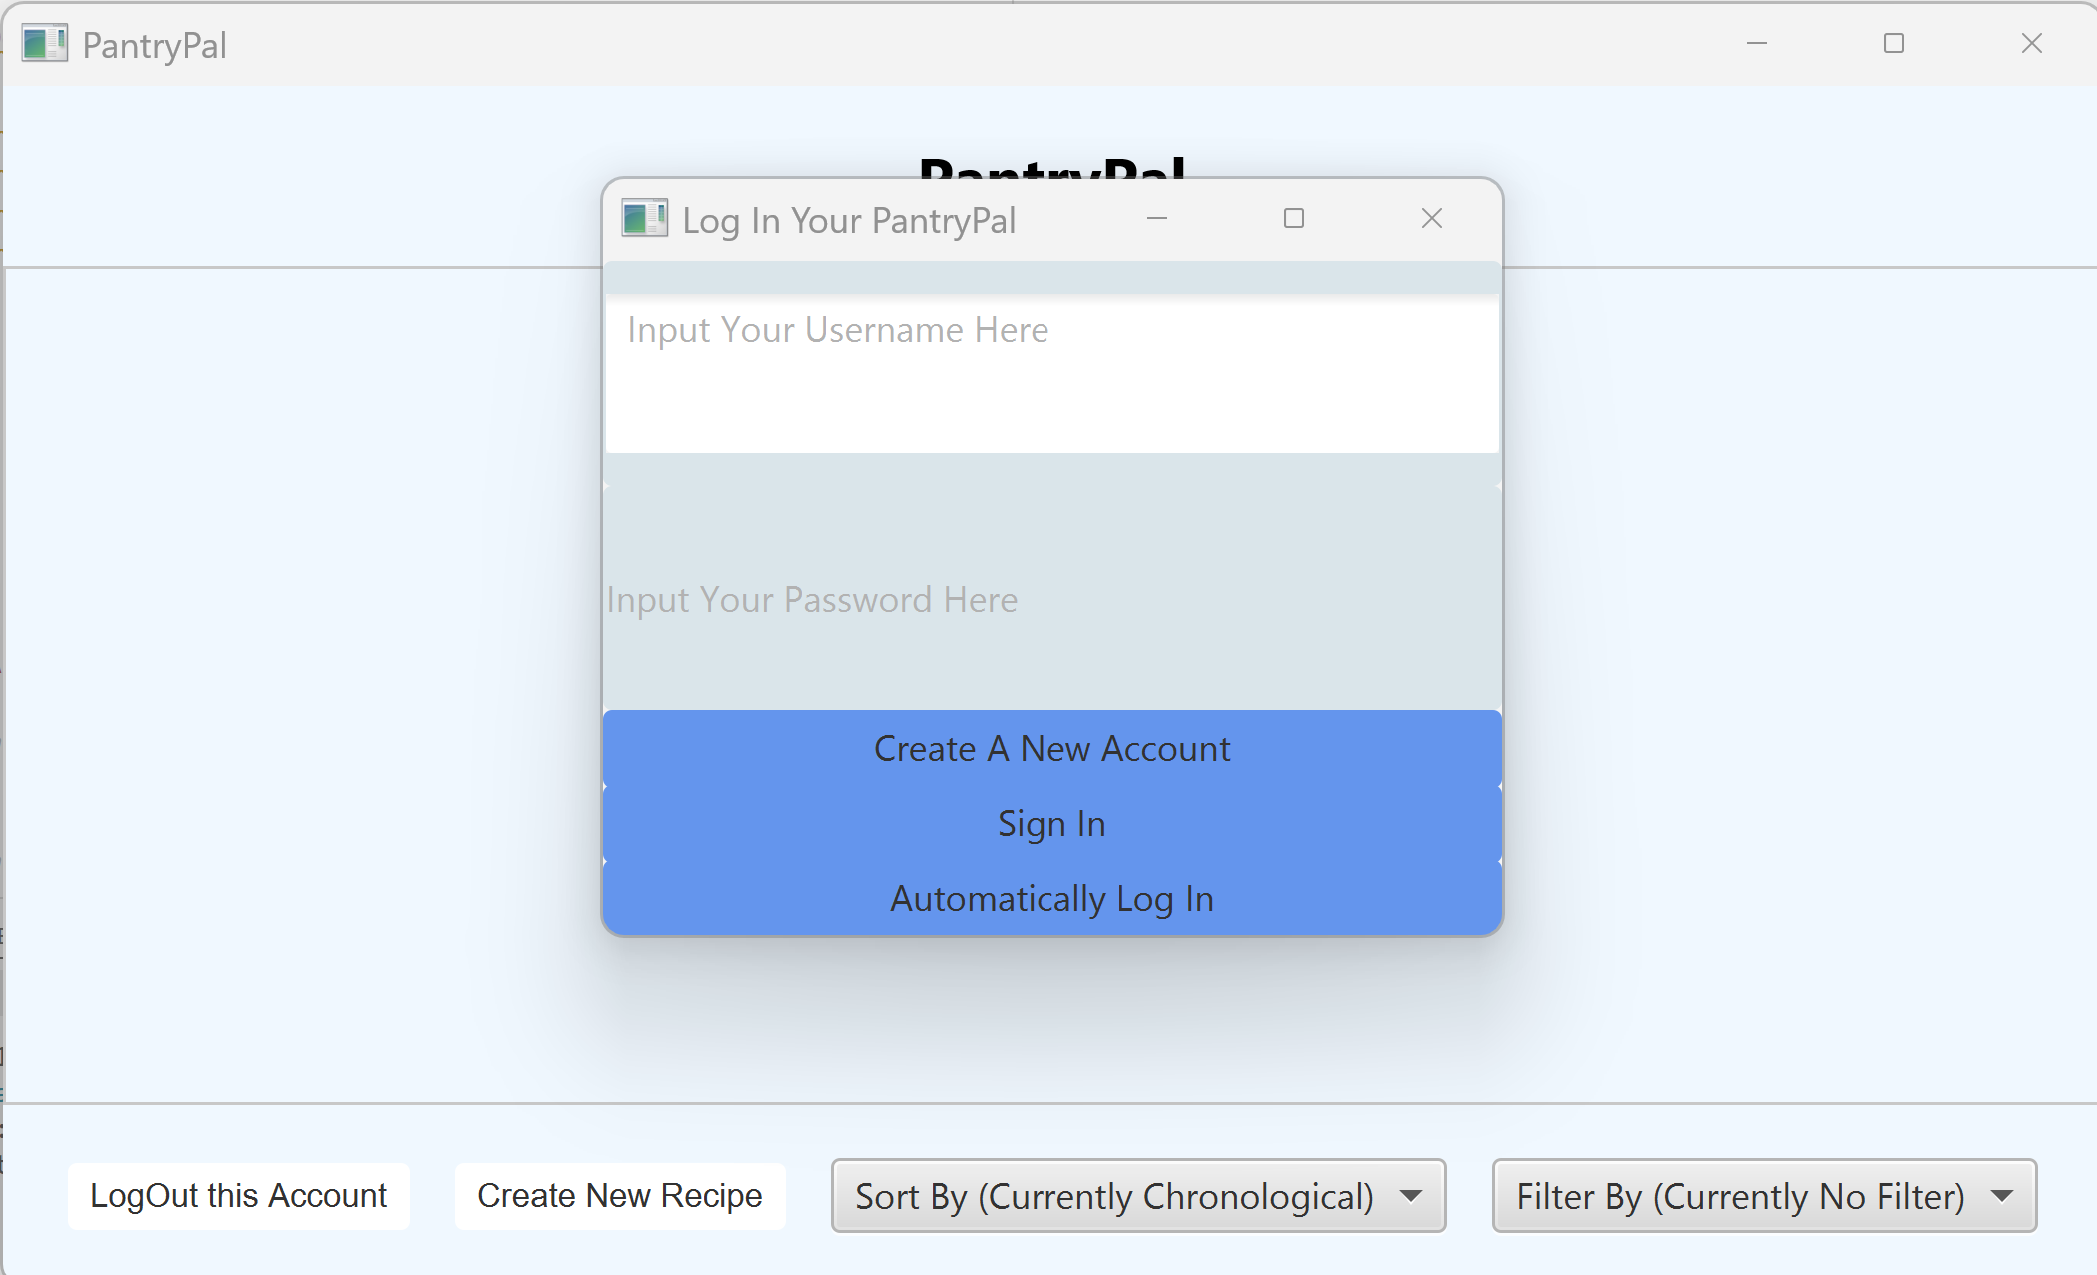 PantryPal
PantryPal
Log In Your PantryPal
Input Your Username Here
Input Your Password Here
Create A New Account
Sign In
Automatically Log In
LogOut this Account
Create New Recipe
Sort By (Currently Chronological)
Filter By (Currently No Filter)